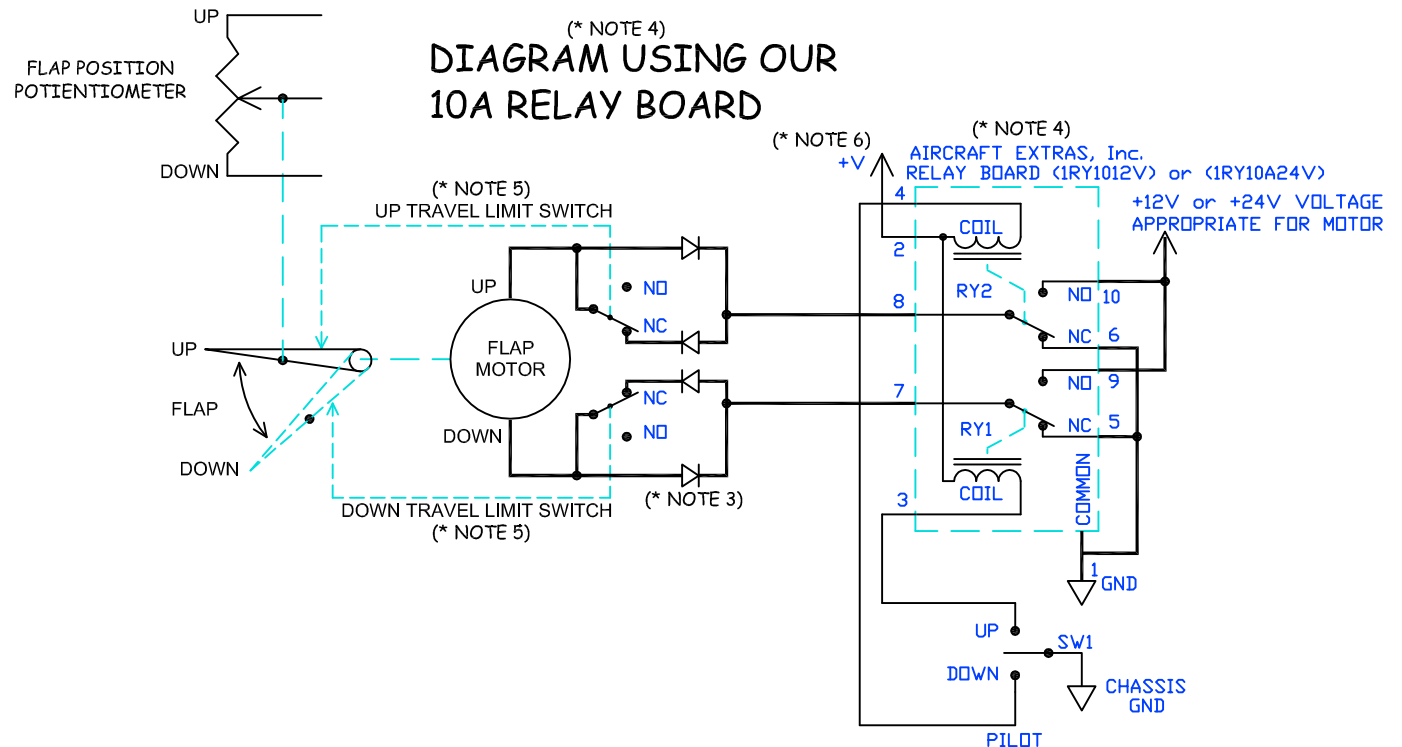 UP
(* NOTE 4)
DIAGRAM USING OUR
10A RELAY BOARD
FLAP POSITION
POTIENTIOMETER
DOWN
(* NOTE 6)
+V
(* NOTE 4)
AIRCRAFT EXTRAS, Inc.
RELAY BOARD (1RY1012V) or (1RY10A24V)
+12V or +24V VOLTAGE
APPROPRIATE FOR MOTOR
(* NOTE 5)
UP TRAVEL LIMIT SWITCH
4
COIL
2
UP
NO
RY2
NO 10
8
NC
NC 6
UP
FLAP
MOTOR
NO 9
7
NC
FLAP
NC 5
RY1
DOWN
NO
DOWN
COIL
COMMON
3
(* NOTE 3)
DOWN TRAVEL LIMIT SWITCH
(* NOTE 5)
1
GND
UP
SW1
DOWN
CHASSIS
GND
PILOT